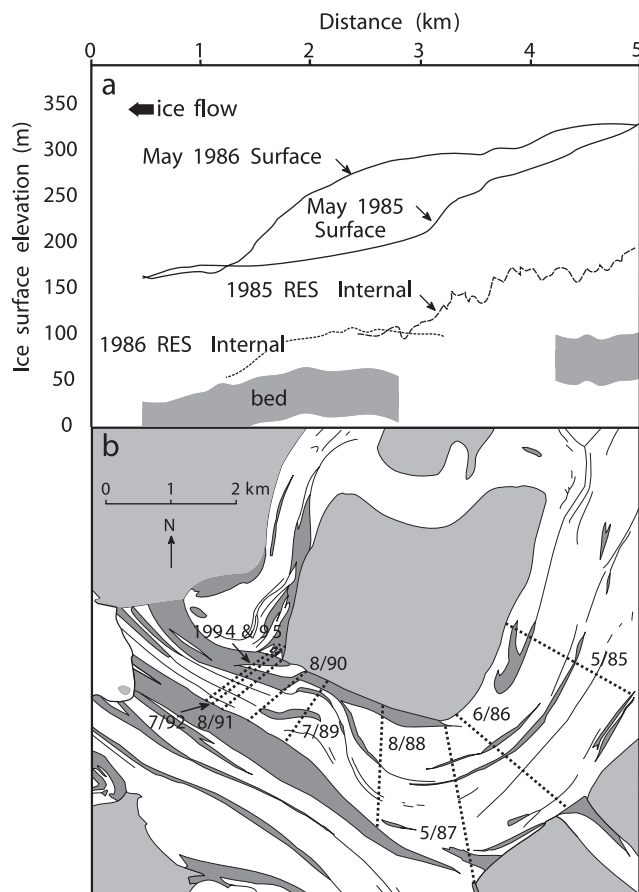 Distance (km)
0 1 2 3 4 5
a
ice flow
May 1986 Surface
May 1985
Surface
1985 RES Internal
1986 RES Internal
bed
Ice surface elevation (m)
350
300
250
200
150
100
50
0
b
0 1 2 km
N
1994 & 95
8/90
5/85
6/86
7/92 8/91
7/89
8/88
5/87